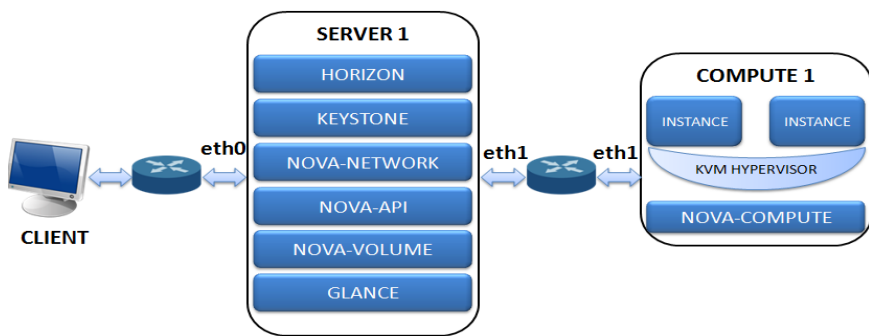 SERVER 1
HORIZON
KEYSTONE
NOVA-NETWORK
NOVA-API
NOVA-VOLUME
GLANCE
CLIENT
eth0
eth1
eth1
COMPUTE 1
INSTANCE
INSTANCE
KVM HYPERVISOR
NOVA-COMPUTE